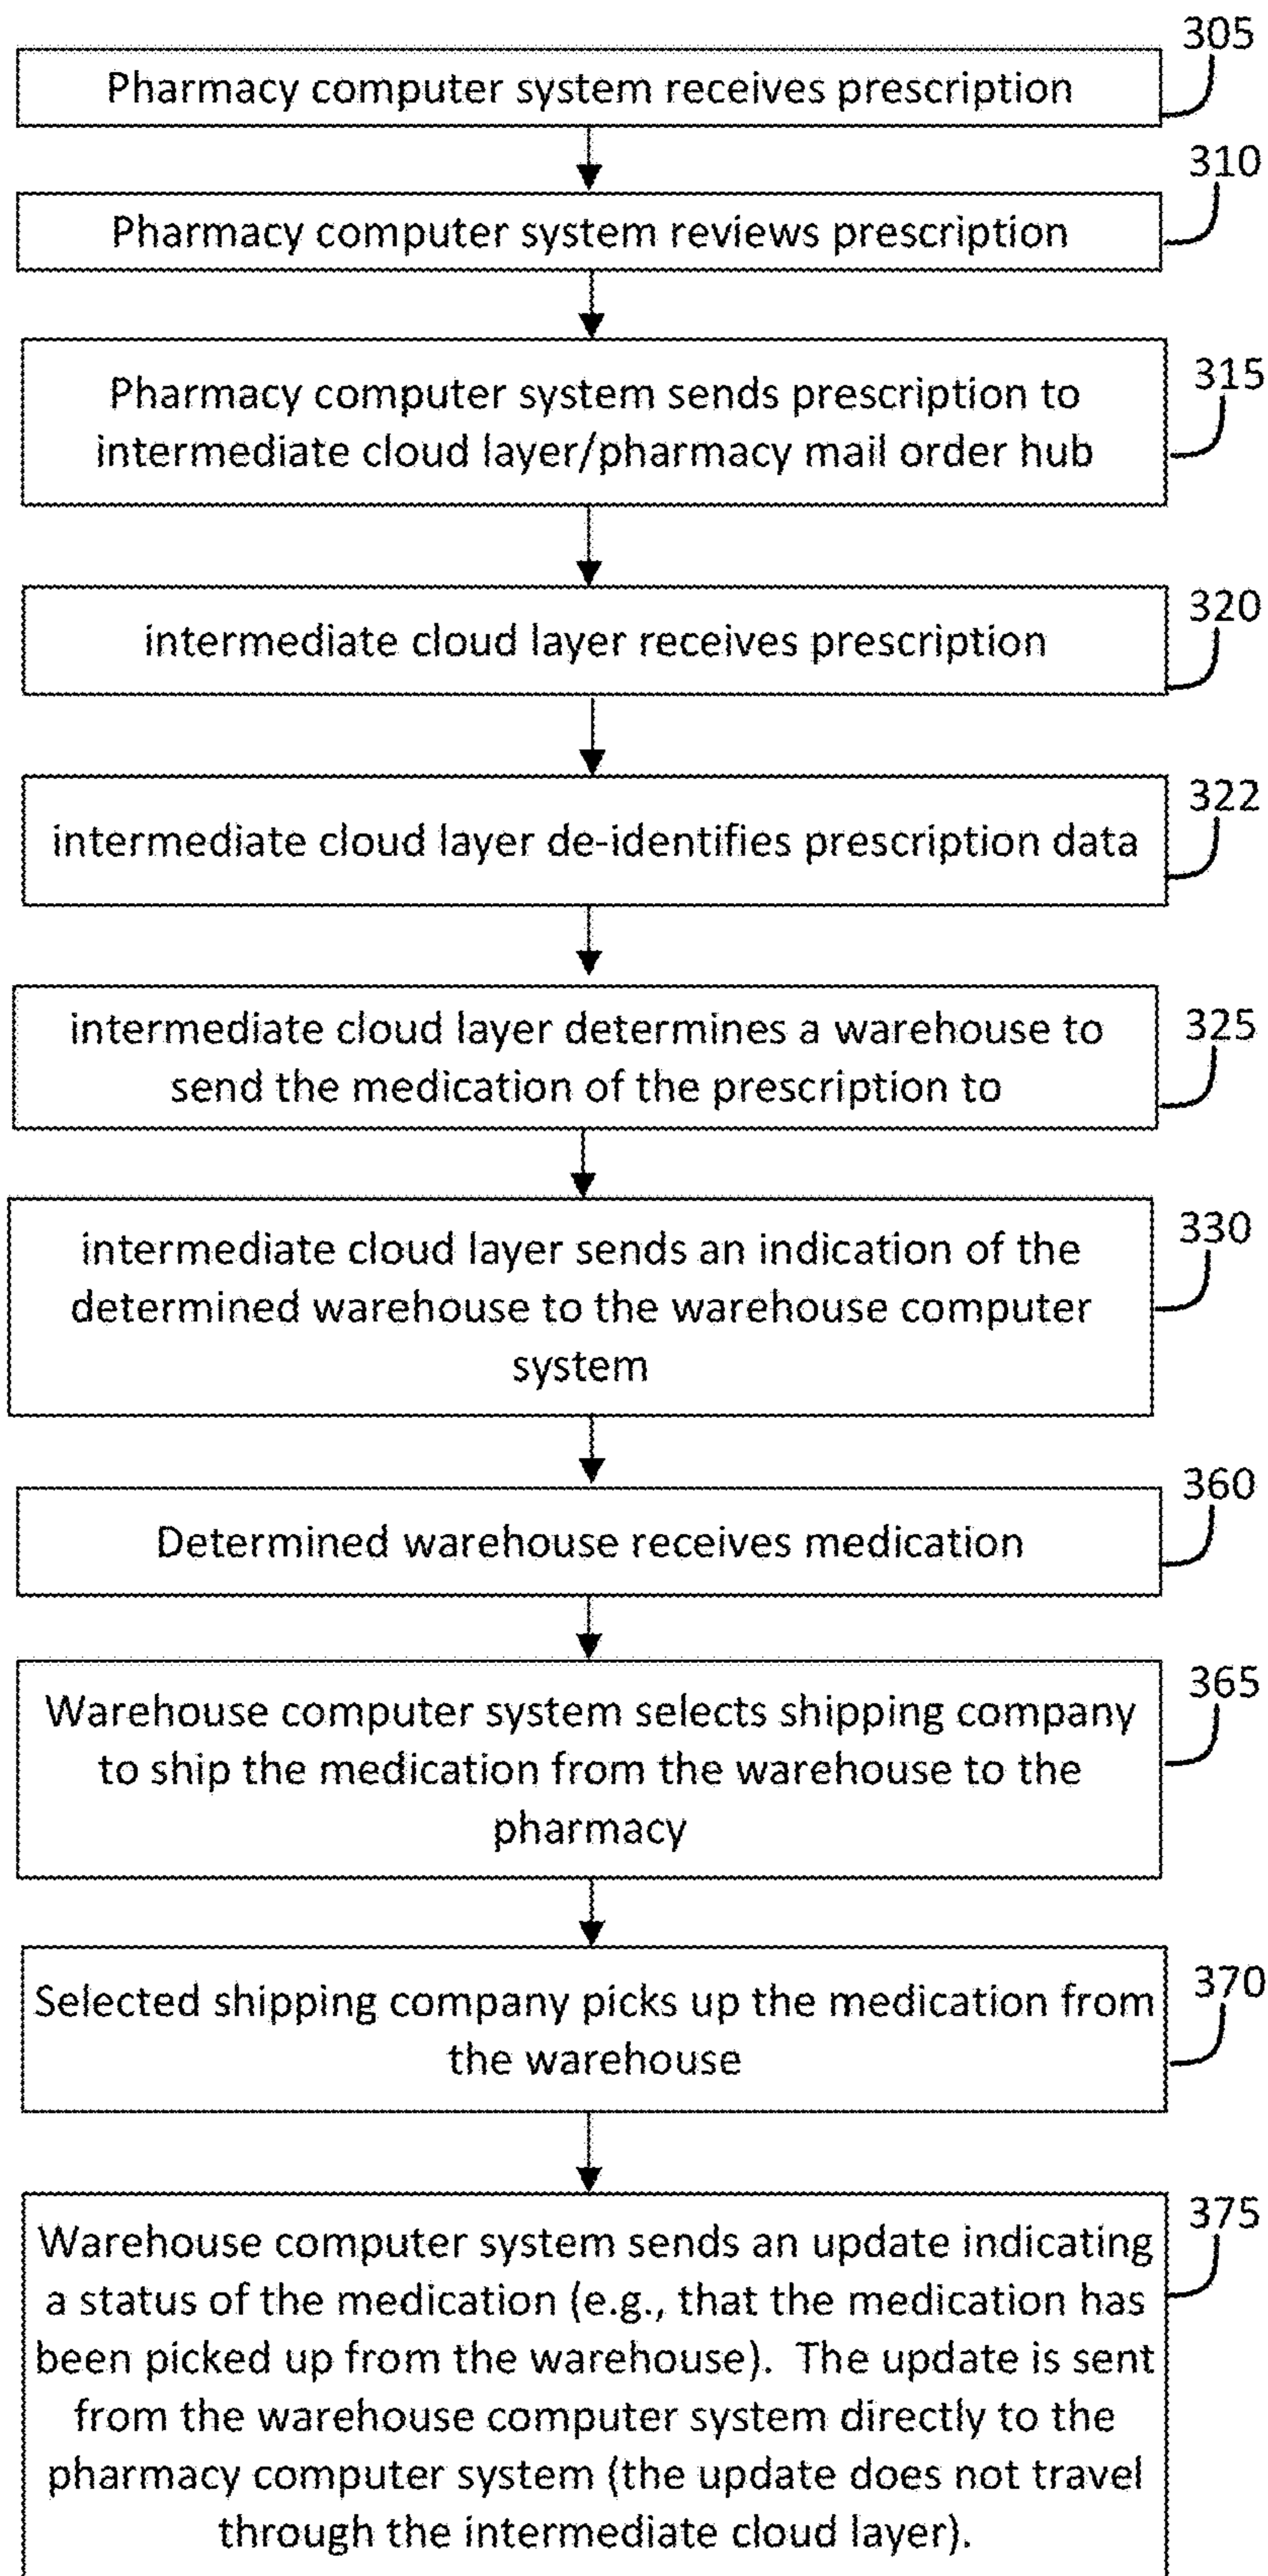 305
Pharmacy computer system receives prescription
310
Pharmacy computer system reviews prescription
315
Pharmacy computer system sends prescription to
intermediate cloud layer/pharmacy mail order hub
320
intermediate cloud layer receives prescription
322
intermediate cloud layer de-identifies prescription data
325
intermediate cloud layer determines a warehouse to
send the medication of the prescription to
330
intermediate cloud layer sends an indication of the
determined warehouse to the warehouse computer
system
360
Determined warehouse receives medication
365
Warehouse computer system selects shipping company
to ship the medication from the warehouse to the
pharmacy
370
Selected shipping company picks up the medication from
the warehouse
375
Warehouse computer system sends an update indicating
a status of the medication (e.g., that the medication has
been picked up from the warehouse).  The update is sent
from the warehouse computer system directly to the
pharmacy computer system (the update does not travel
through the intermediate cloud layer).